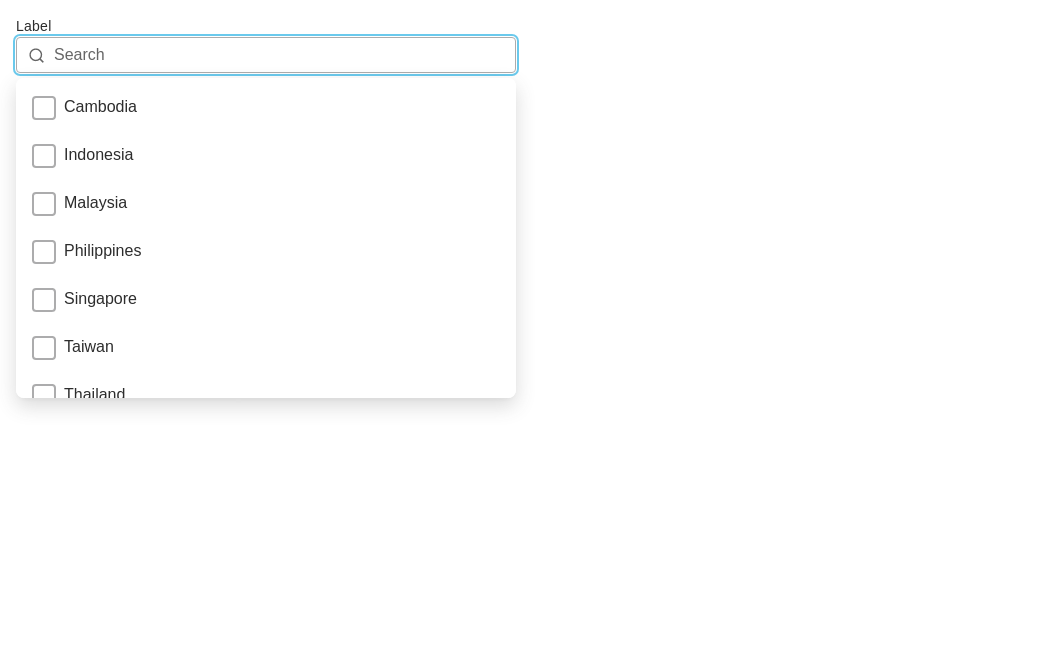 Label
Search
Cambodia
Indonesia
Malaysia
Philippines
Singapore
Taiwan
Thailand